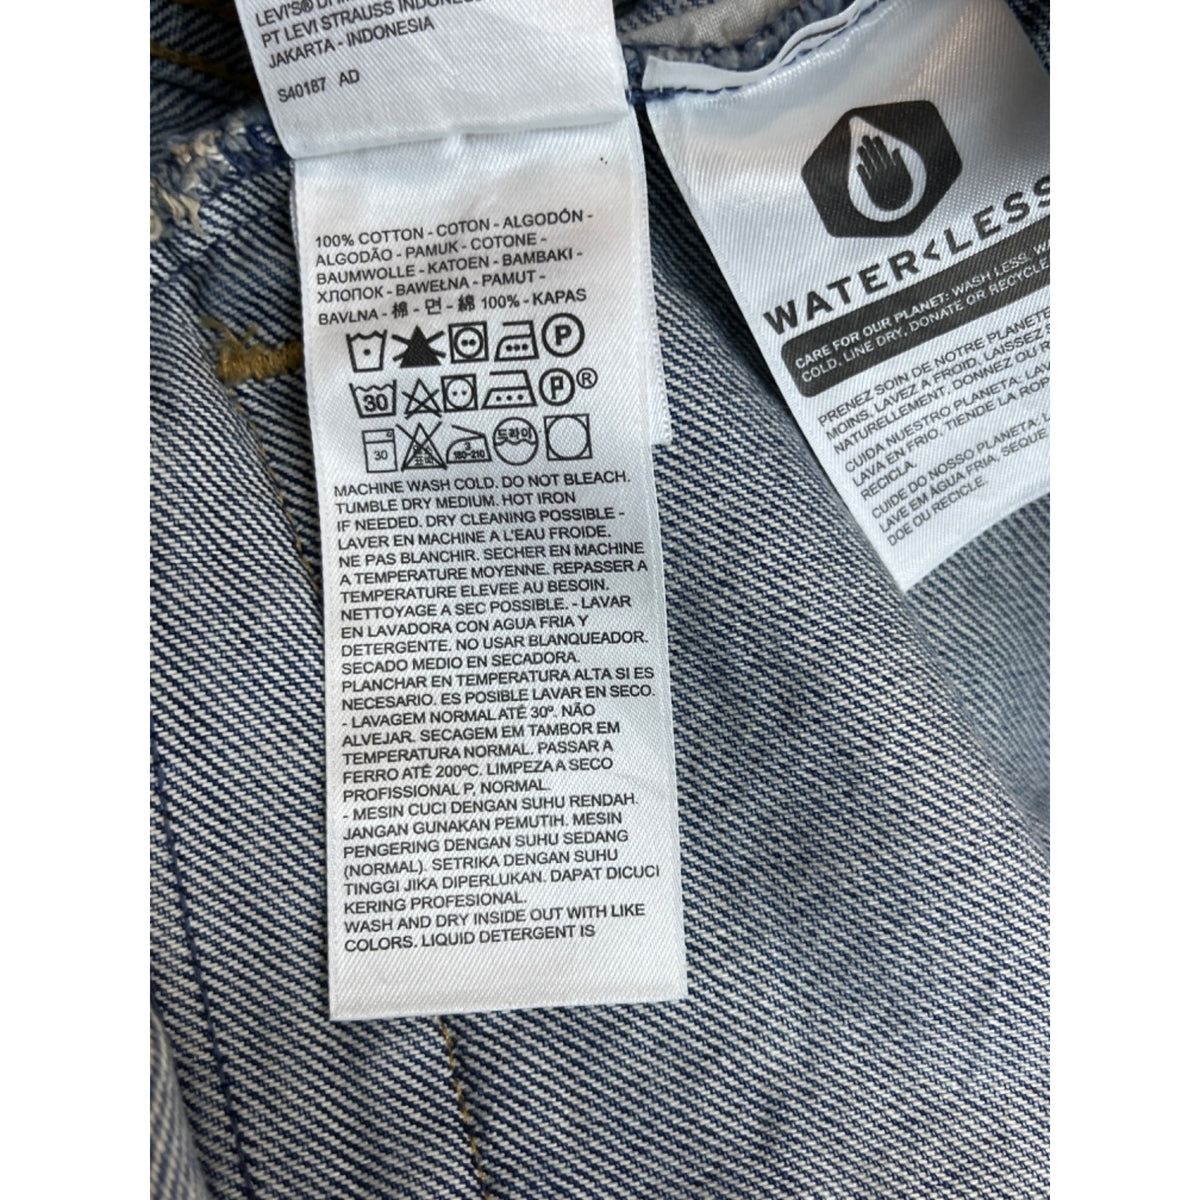 LEVI'S® DI
PT LEVI STRAUSS INDONES
JAKARTA - INDONESIA
S40187 AD
100% COTTON - COTON - ALGODÓN -
ALGODÃO - PAMUK - COTONE -
BAUMWOLLE - KATOEN - BAMBAKI -
ХЛОПОК - BAWEŁNA - PAMUT -
BAVLNA - 棉 - 면 - 綿 100% - KAPAS
P
30 P ®
30 3 180-210 드라이
MACHINE WASH COLD. DO NOT BLEACH.
TUMBLE DRY MEDIUM. HOT IRON
IF NEEDED. DRY CLEANING POSSIBLE -
LAVER EN MACHINE A L'EAU FROIDE.
NE PAS BLANCHIR. SECHER EN MACHINE
A TEMPERATURE MOYENNE. REPASSER A
TEMPERATURE ELEVEE AU BESOIN.
NETTOYAGE A SEC POSSIBLE. - LAVAR
EN LAVADORA CON AGUA FRIA Y
DETERGENTE. NO USAR BLANQUEADOR.
SECADO MEDIO EN SECADORA.
PLANCHAR EN TEMPERATURA ALTA SI ES
NECESARIO. ES POSIBLE LAVAR EN SECO.
- LAVAGEM NORMAL ATÉ 30º. NÃO
ALVEJAR. SECAGEM EM TAMBOR EM
TEMPERATURA NORMAL. PASSAR A
FERRO ATÉ 200ºC. LIMPEZA A SECO
PROFISSIONAL P, NORMAL.
- MESIN CUCI DENGAN SUHU RENDAH.
JANGAN GUNAKAN PEMUTIH. MESIN
PENGERING DENGAN SUHU SEDANG
(NORMAL). SETRIKA DENGAN SUHU
TINGGI JIKA DIPERLUKAN. DAPAT DICUCI
KERING PROFESIONAL.
WASH AND DRY INSIDE OUT WITH LIKE
COLORS. LIQUID DETERGENT IS
WATER<LESS
CARE FOR OUR PLANET: WASH LESS, WA
COLD, LINE DRY, DONATE OR RECYCLE
PRENEZ SOIN DE NOTRE PLANETE
MOINS, LAVEZ A FROID, LAISSEZ S
NATURELLEMENT, DONNEZ OU R
CUIDA NUESTRO PLANETA: LAV
LAVA EN FRIO, TIENDE LA ROP
RECICLA.
CUIDE DO NOSSO PLANETA: L
LAVE EM ÁGUA FRIA, SEQUE
DOE OU RECICLE.